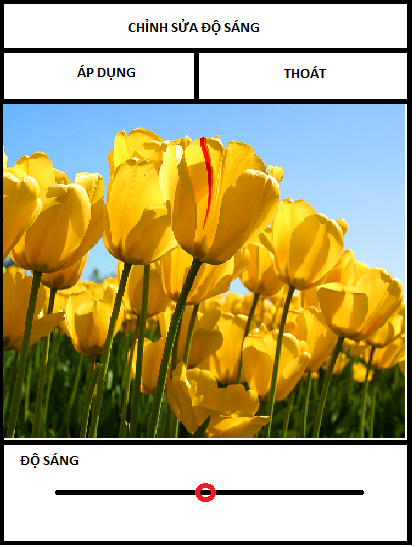 CHỈNH SỬA ĐỘ SÁNG
ÁP DỤNG
THOÁT
ĐỘ SÁNG